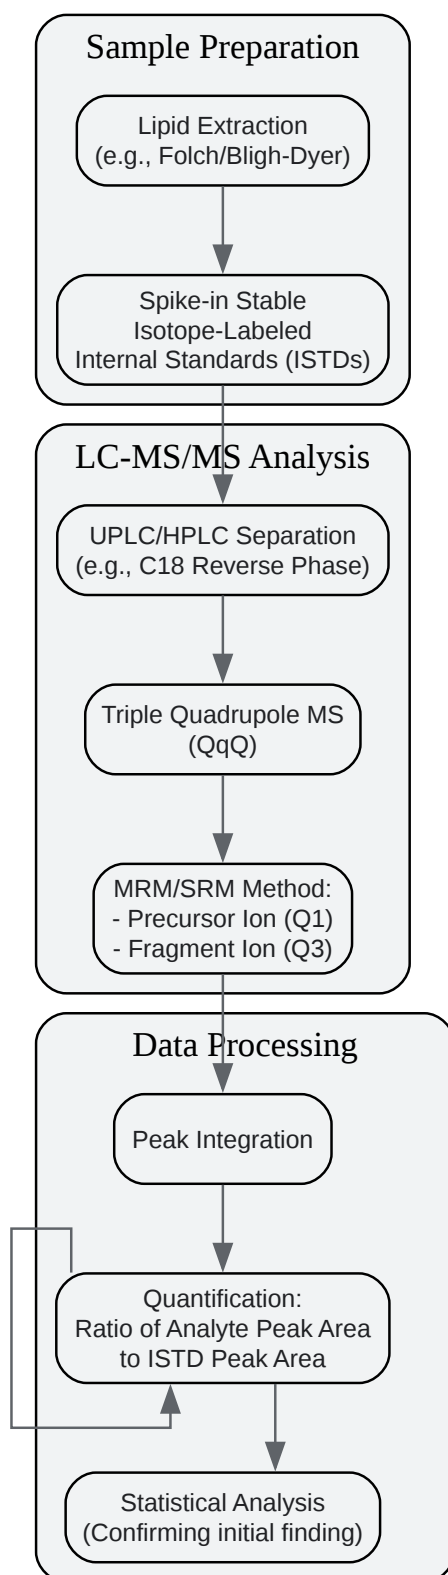 Sample Preparation
Lipid Extraction
(e.g., Folch/Bligh-Dyer)
Spike-in Stable
Isotope-Labeled
Internal Standards (ISTDs)
LC-MS/MS Analysis
UPLC/HPLC Separation
(e.g., C18 Reverse Phase)
Triple Quadrupole MS
(QqQ)
MRM/SRM Method:
- Precursor Ion (Q1)
- Fragment Ion (Q3)
Data Processing
Peak Integration
Quantification:
Ratio of Analyte Peak Area
to ISTD Peak Area
Statistical Analysis
(Confirming initial finding)